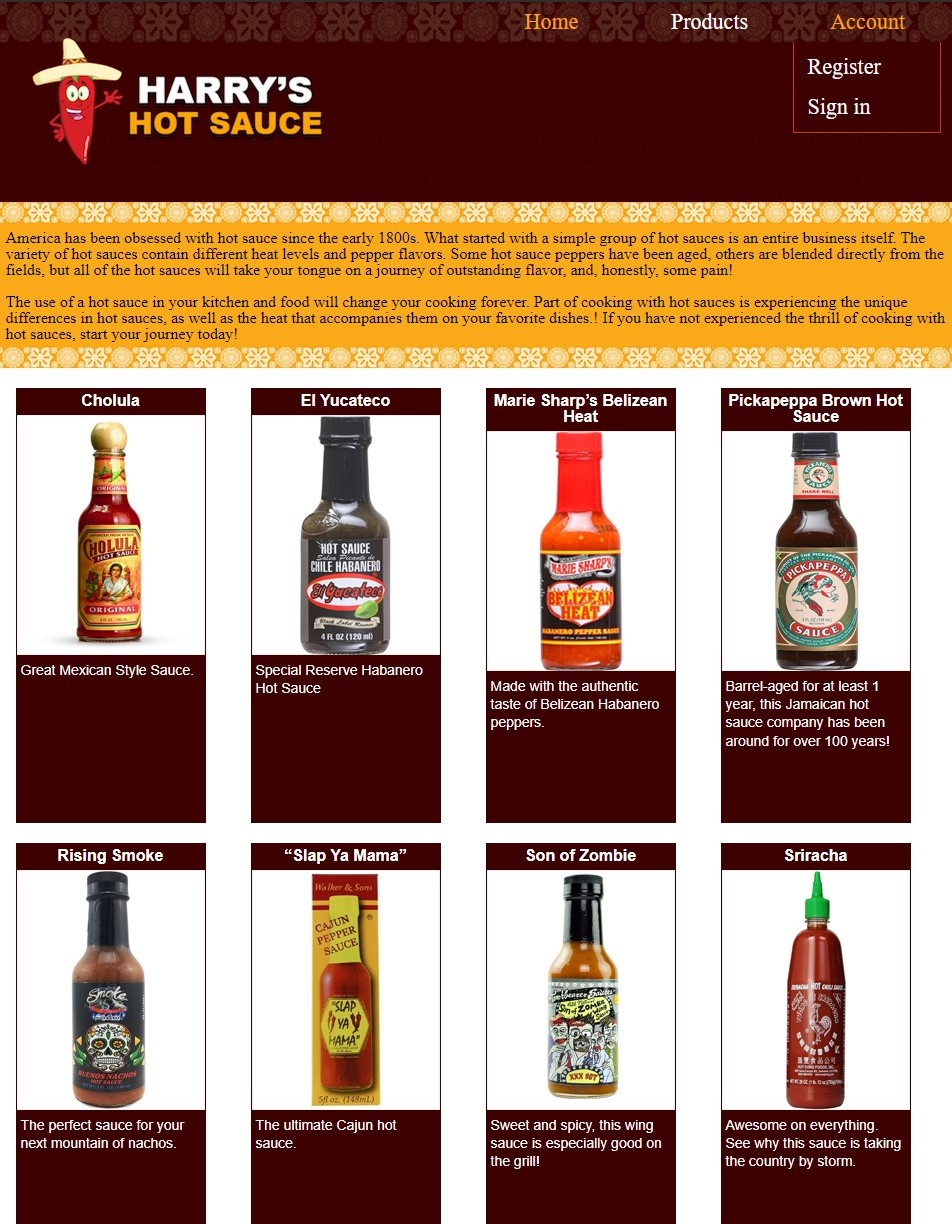 Home Products Account
Register
Sign in
HARRY'S
HOT SAUCE
America has been obsessed with hot sauce since the early 1800s. What started with a simple group of hot sauces is an entire business itself. The
variety of hot sauces contain different heat levels and pepper flavors. Some hot sauce peppers have been aged, others are blended directly from the
fields, but all of the hot sauces will take your tongue on a journey of outstanding flavor, and, honestly, some pain!
The use of a hot sauce in your kitchen and food will change your cooking forever. Part of cooking with hot sauces is experiencing the unique
differences in hot sauces, as well as the heat that accompanies them on your favorite dishes.! If you have not experienced the thrill of cooking with
hot sauces, start your journey today!
Cholula
ORIGINAL
CHOLULA
HOT SAUCE
ORIGINAL
Great Mexican Style Sauce.
El Yucateco
HOT SAUCE
Salsa Picante de
CHILE HABANERO
El Yucateco
Black Label Reserve
4 FL OZ (120 ml)
Special Reserve Habanero
Hot Sauce
Marie Sharp’s Belizean
Heat
MARIE SHARP'S
BELIZEAN
HEAT
HABANERO PEPPER SAUCE
Made with the authentic
taste of Belizean Habanero
peppers.
Pickapeppa Brown Hot
Sauce
PICKAPEPPA
SAUCE
SHAKE WELL
PICKAPEPPA
SAUCE
Barrel-aged for at least 1
year, this Jamaican hot
sauce company has been
around for over 100 years!
Rising Smoke
Smoke
BUENOS NACHOS
HOT SAUCE
The perfect sauce for your
next mountain of nachos.
“Slap Ya Mama”
Walker & Sons
CAJUN
PEPPER
SAUCE
"SLAP
YA
MAMA"
5fl oz. (148mL)
The ultimate Cajun hot
sauce.
Son of Zombie
Son of Zombie
XXX HOT
Sweet and spicy, this wing
sauce is especially good on
the grill!
Sriracha
SRIRACHA HOT CHILI SAUCE
HUY FONG FOODS, INC.
Awesome on everything.
See why this sauce is taking
the country by storm.